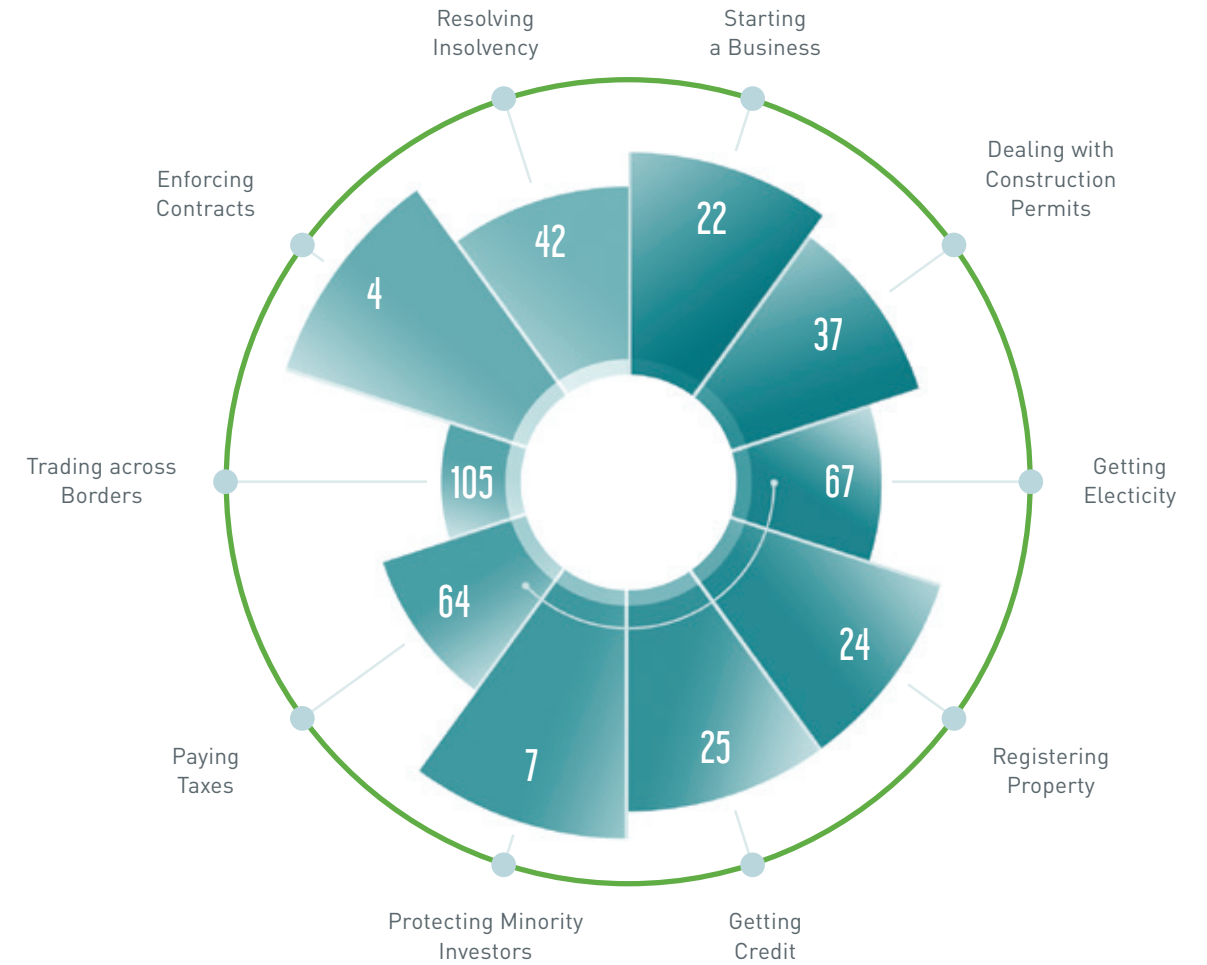 Resolving
Insolvency
Starting
a Business
Dealing with
Construction
Permits
Enforcing
Contracts
22
42
4
37
Trading across
Borders
105
67
Getting
Electicity
64
24
7
25
Paying
Taxes
Registering
Property
Protecting Minority
Investors
Getting
Credit